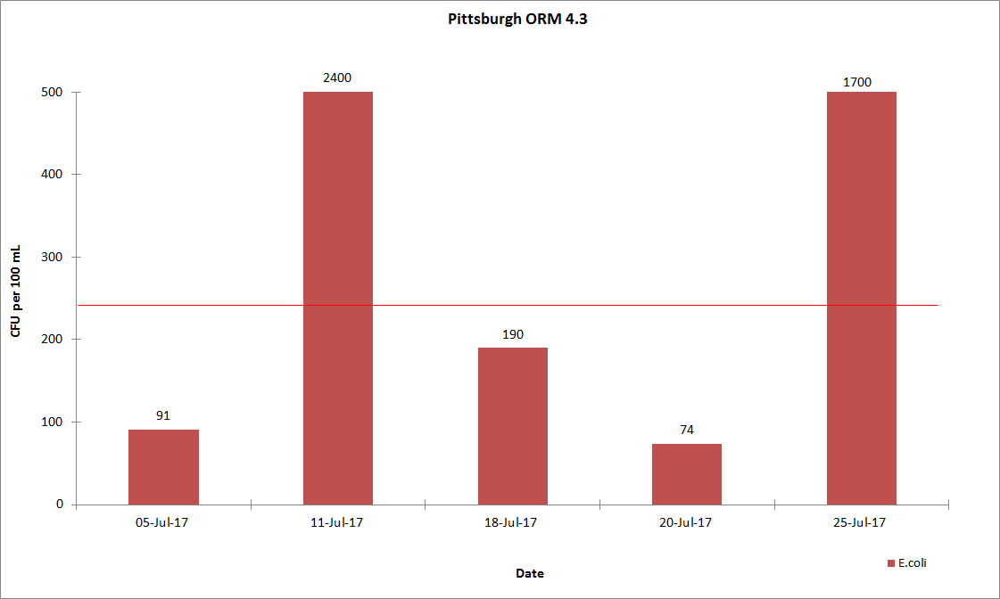 Pittsburgh ORM 4.3
2400
1700
500
400
300
200
100
0
CFU per 100 mL
190
91
74
05-Jul-17
11-Jul-17
18-Jul-17
20-Jul-17
25-Jul-17
E.coli
Date